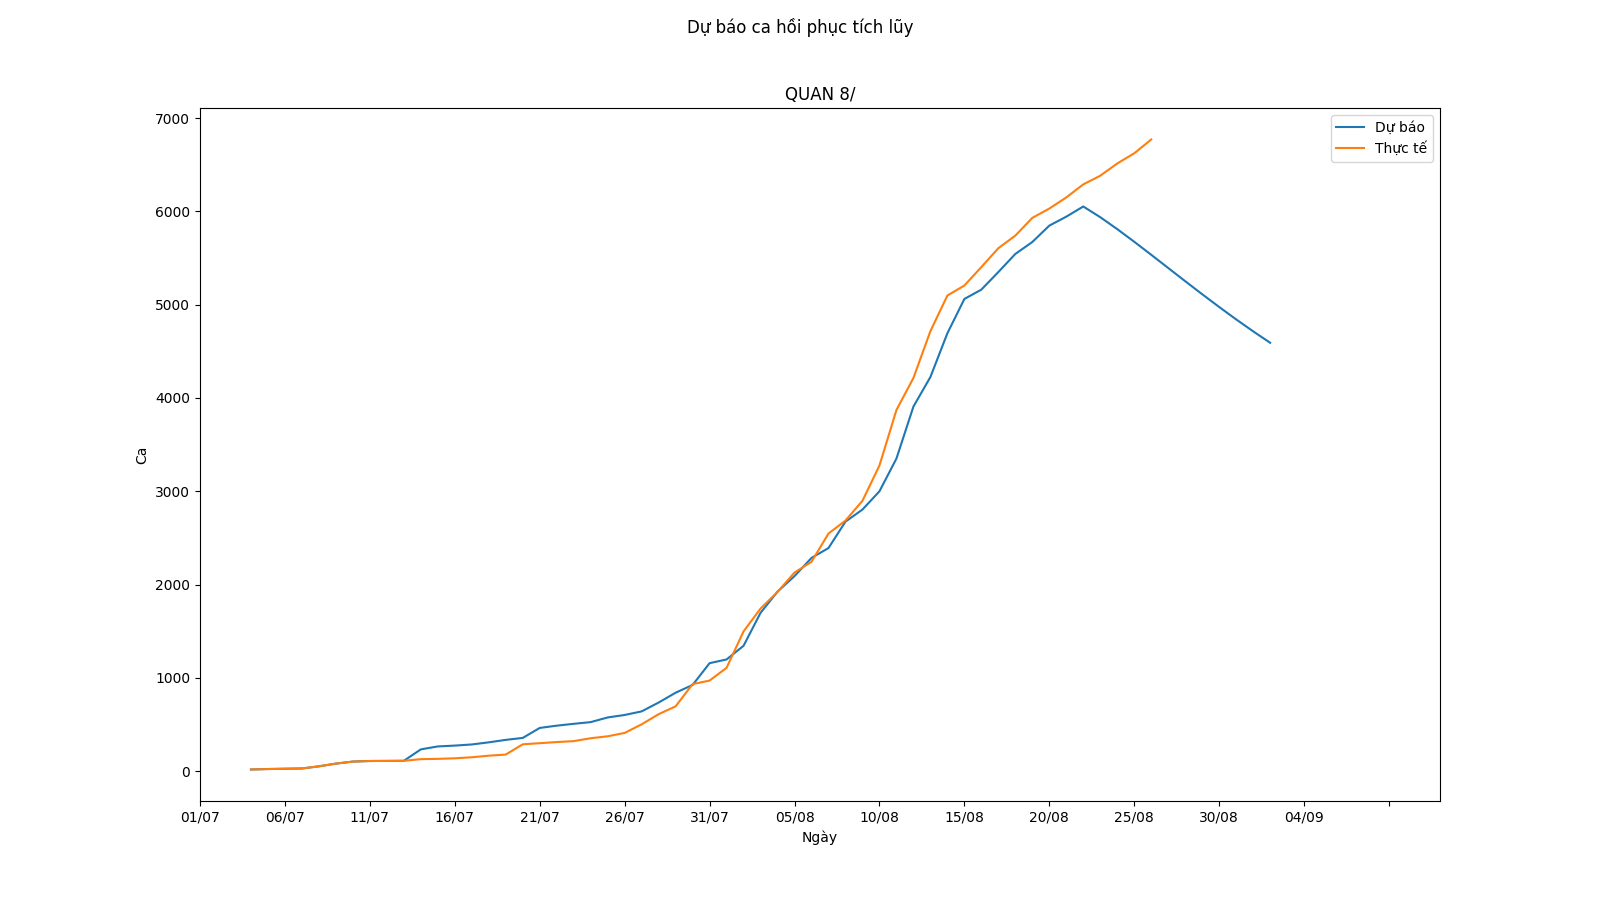 Dự báo ca hồi phục tích lũy
QUAN 8/
7000
6000
5000
4000
3000
2000
1000
0
Ca
Dự báo
Thực tế
01/07 06/07 11/07 16/07 21/07 26/07 31/07 05/08 10/08 15/08 20/08 25/08 30/08 04/09
Ngày